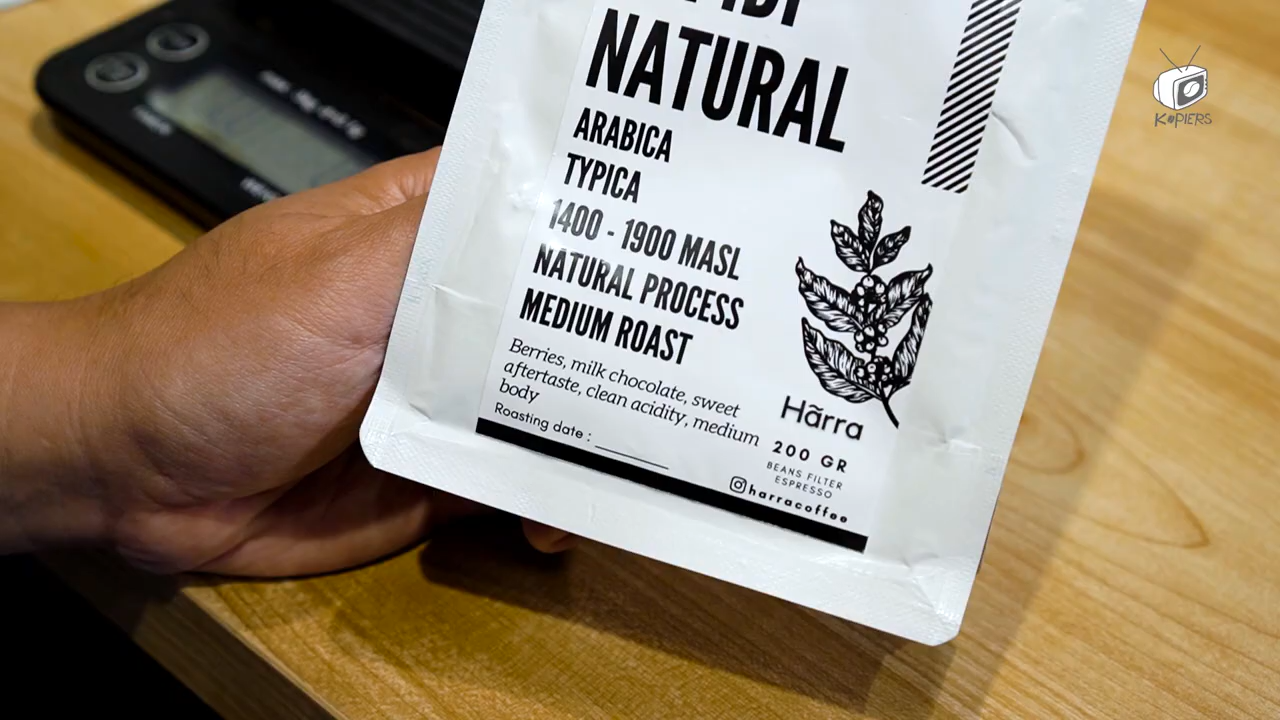 NATURAL
ARABICA
TYPICA
1400 - 1900 MASL
NATURAL PROCESS
MEDIUM ROAST
Berries, milk chocolate, sweet
aftertaste, clean acidity, medium
body
Roasting date :
Hãrra
200 GR
BEANS FILTER
ESPRESSO
harracoffee
KOPIERS